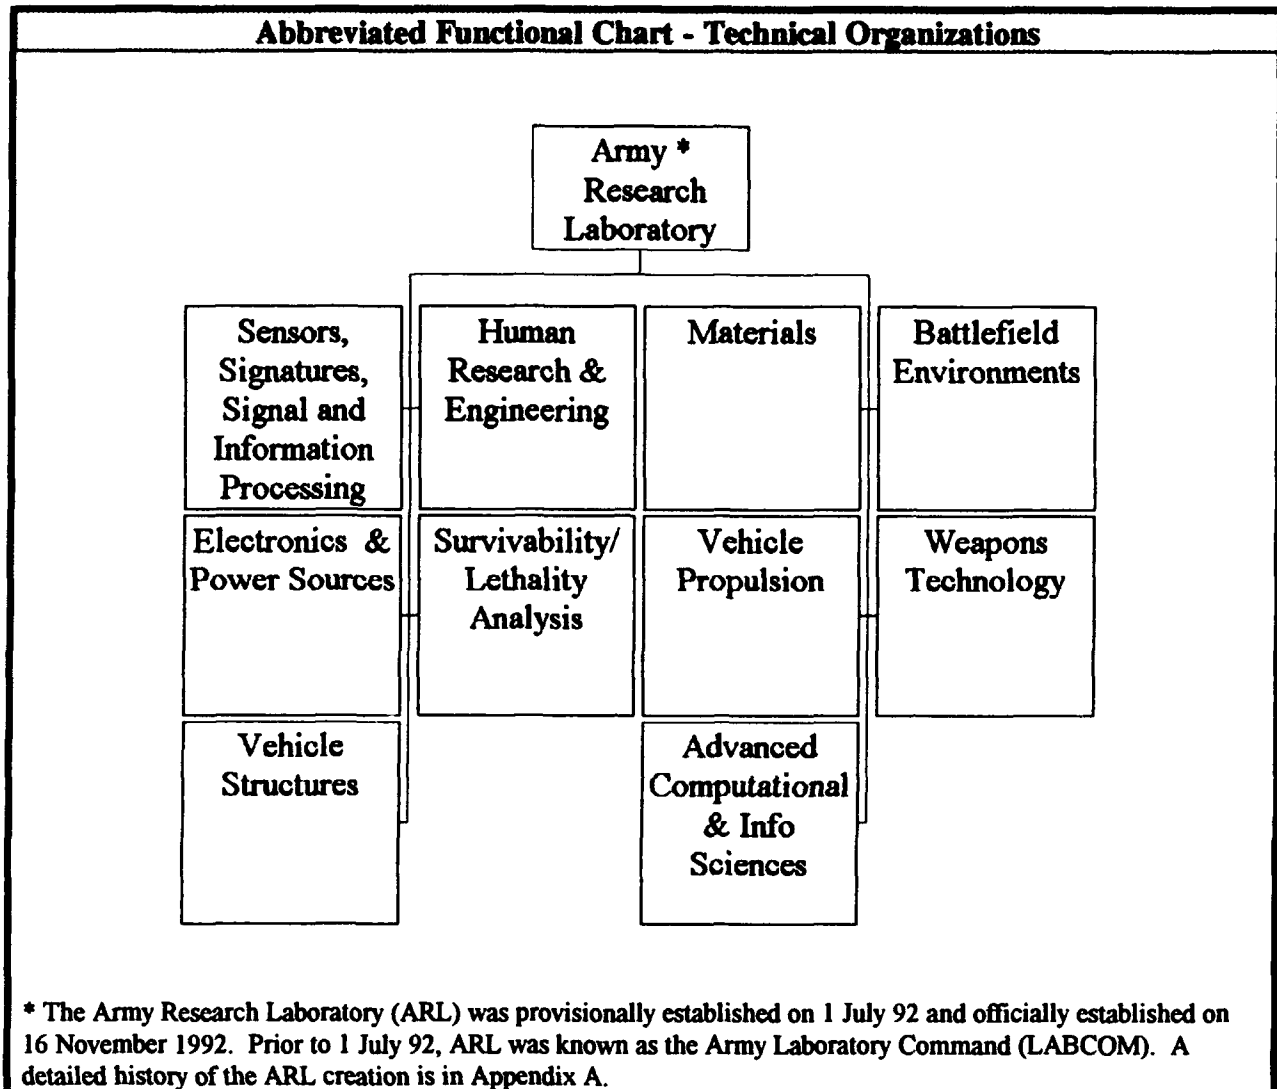 Abbreviated Functional Chart - Technical Organizations
Army *
Research
Laboratory
Sensors,
Signatures,
Signal and
Information
Processing
Human
Research &
Engineering
Materials
Battlefield
Environments
Electronics &
Power Sources
Survivability/
Lethality
Analysis
Vehicle
Propulsion
Weapons
Technology
Vehicle
Structures
Advanced
Computational
& Info
Sciences
* The Army Research Laboratory (ARL) was provisionally established on 1 July 92 and officially established on
16 November 1992. Prior to 1 July 92, ARL was known as the Army Laboratory Command (LABCOM). A
detailed history of the ARL creation is in Appendix A.